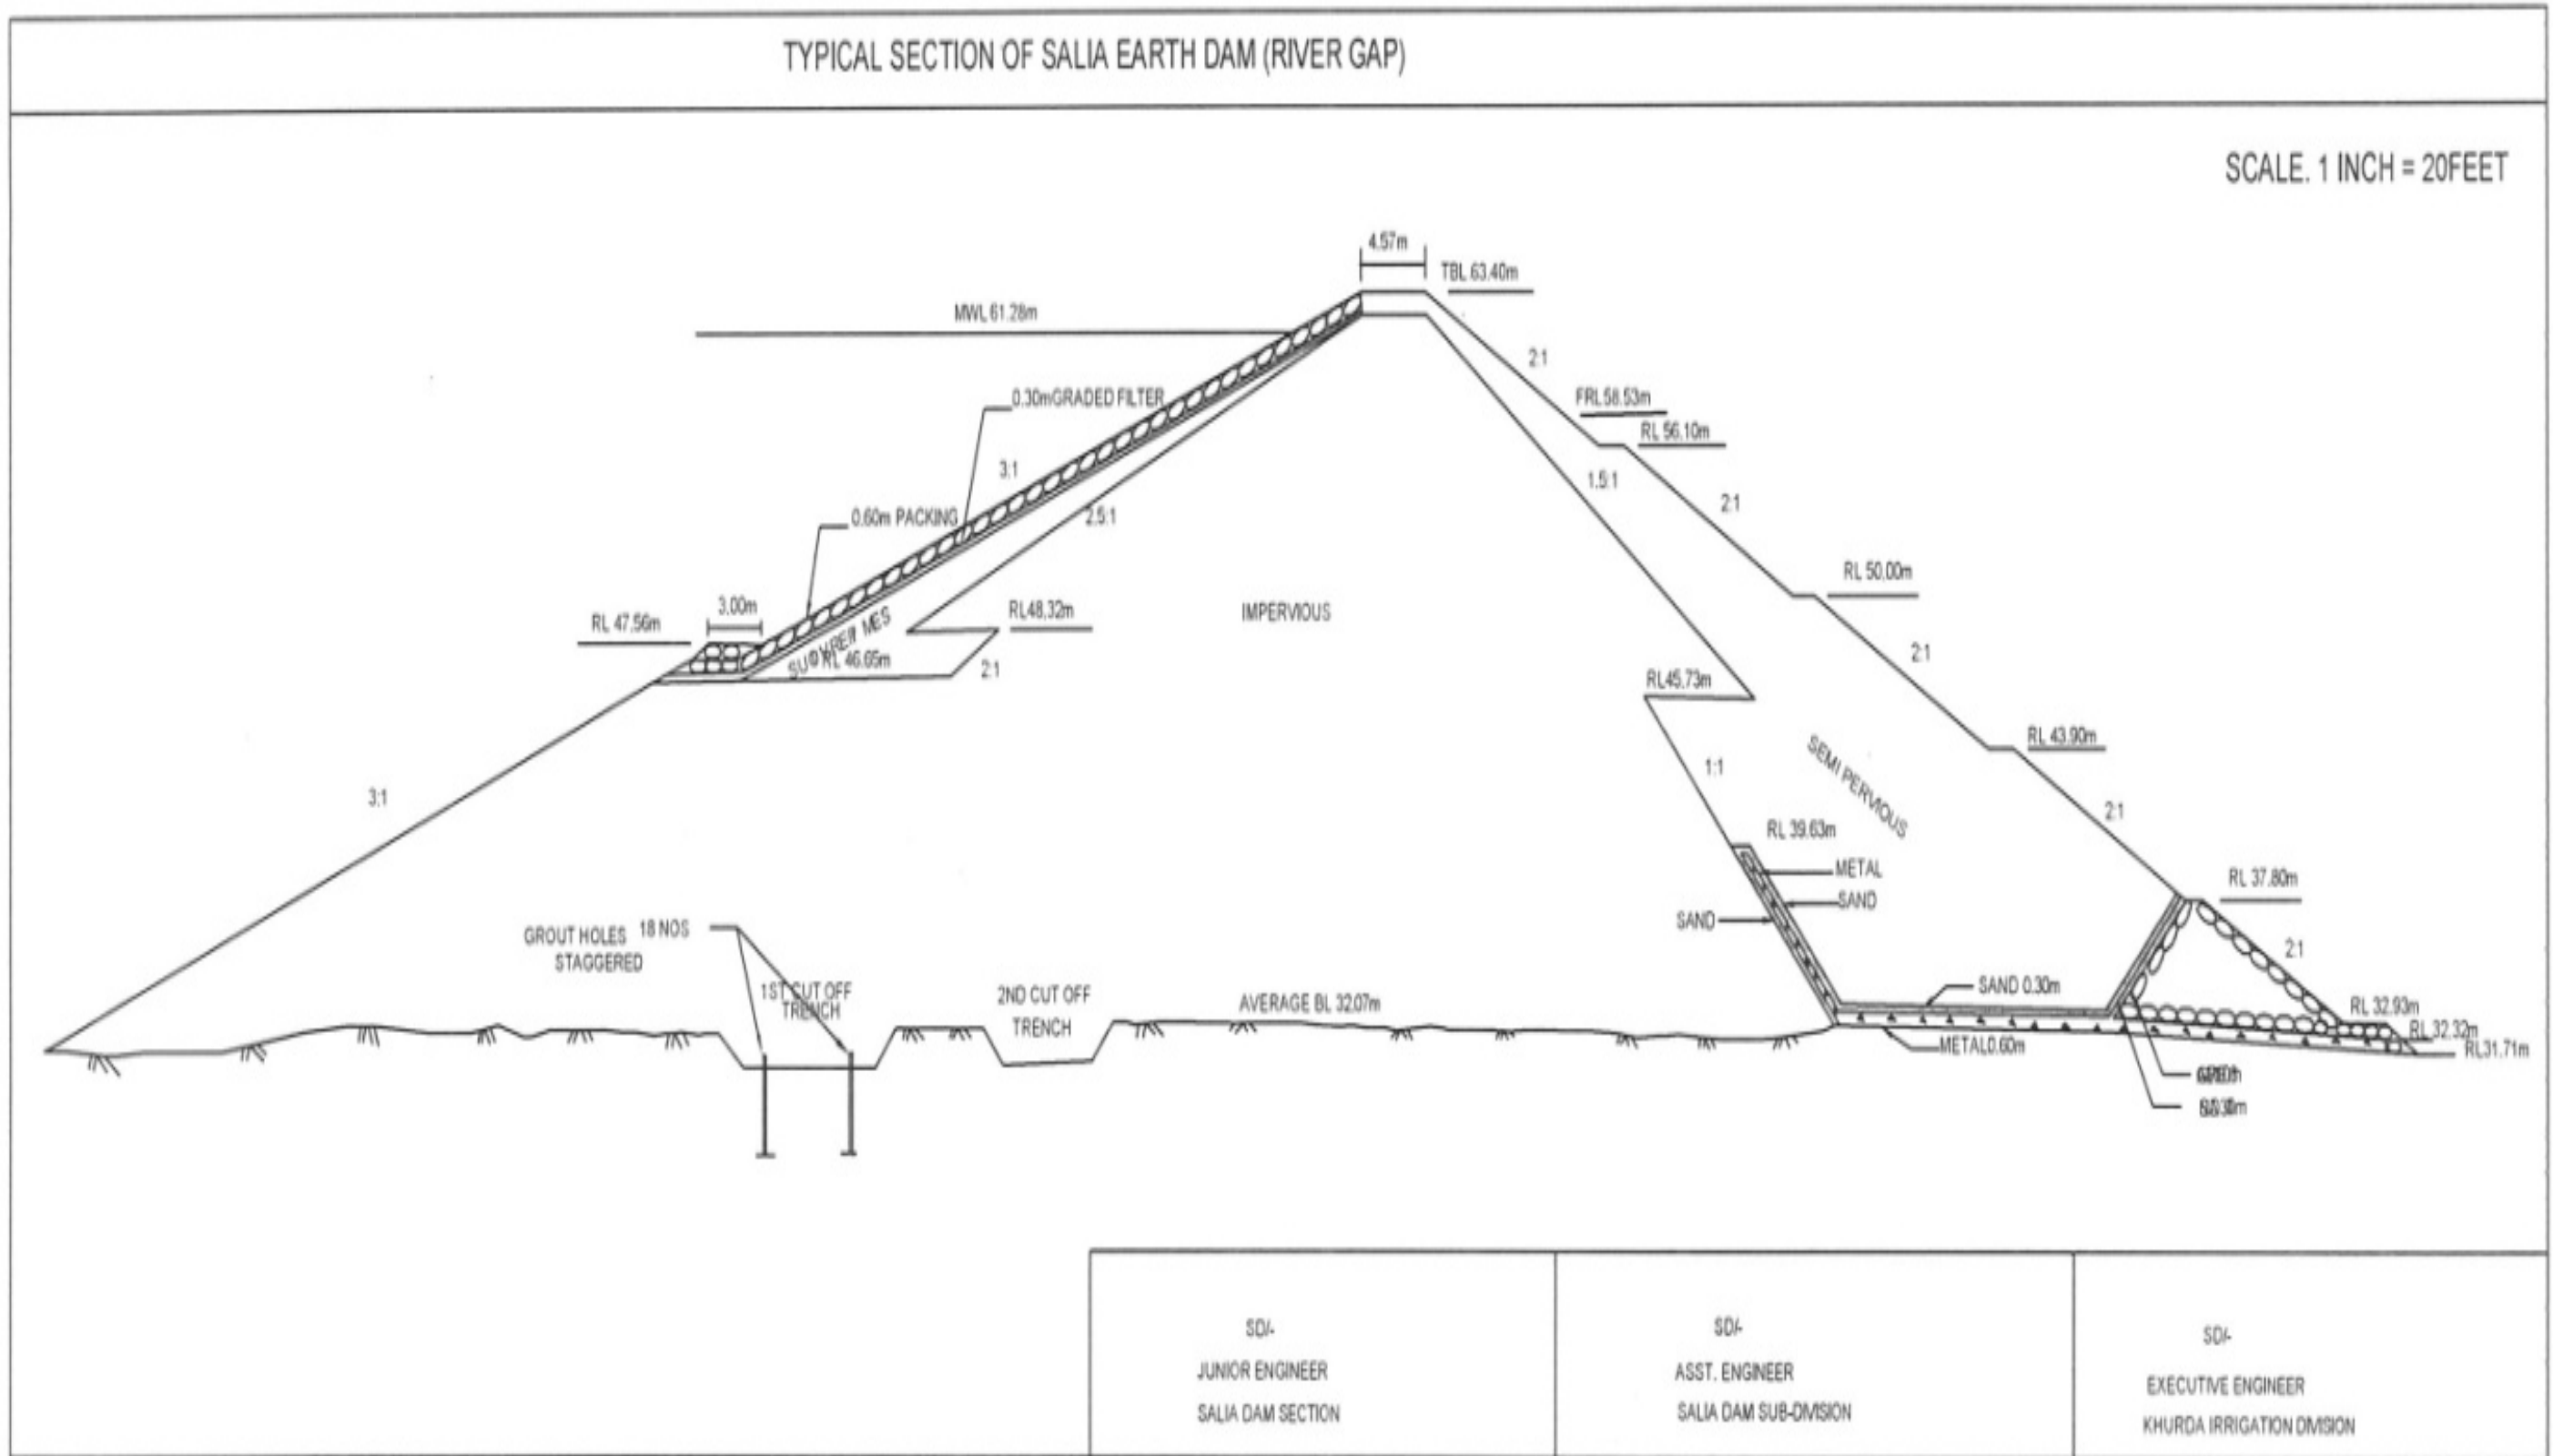 TYPICAL SECTION OF SALIA EARTH DAM (RIVER GAP)
SCALE. 1 INCH = 20FEET
4.57m
TBL 63.40m
MWL 61.28m
2:1
0.30mGRADED FILTER
FRL58.53m
RL 56.10m
3:1
1.5:1
2:1
0.60m PACKING
2.5:1
RL 50.00m
3.00m
RL48.32m
IMPERVIOUS
RL 47.56m
RL 46.65m
2:1
2:1
RL45.73m
RL 43.90m
SEMI PERVIOUS
1:1
3:1
2:1
RL 39.63m
METAL
SAND
RL 37.80m
SAND
GROUT HOLES 18 NOS
STAGGERED
2:1
1ST CUT OFF
TRENCH
2ND CUT OFF
TRENCH
AVERAGE BL 32.07m
SAND 0.30m
RL 32.93m
RL 32.32m
METAL0.60m
RL31.71m
SD/-
JUNIOR ENGINEER
SALIA DAM SECTION
SD/-
ASST. ENGINEER
SALIA DAM SUB-DIVISION
SD/-
EXECUTIVE ENGINEER
KHURDA IRRIGATION DIVISION